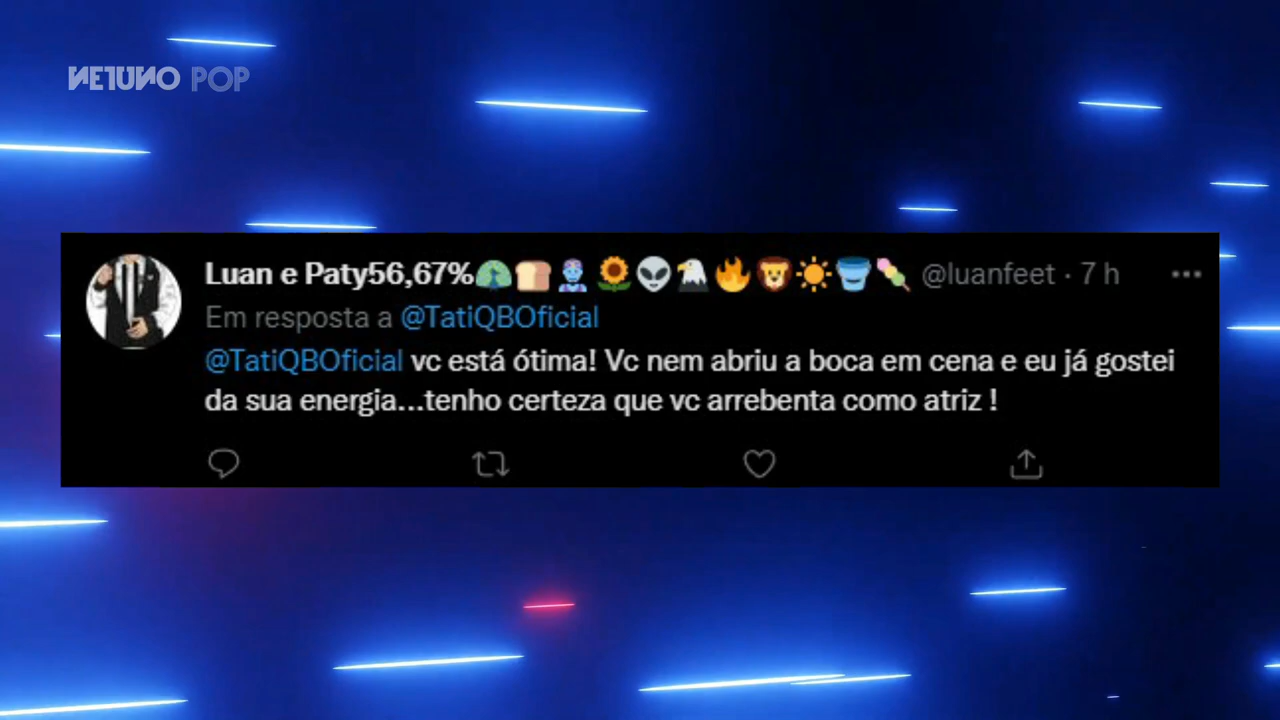 NETUNO POP
Luan e Paty56,67%🦚🍞🧞‍♂️🌻👽🦅🔥🦁☀️🪣🍡 @luanfeet · 7 h
Em resposta a @TatiQBOficial
@TatiQBOficial vc está ótima! Vc nem abriu a boca em cena e eu já gostei
da sua energia...tenho certeza que vc arrebenta como atriz !